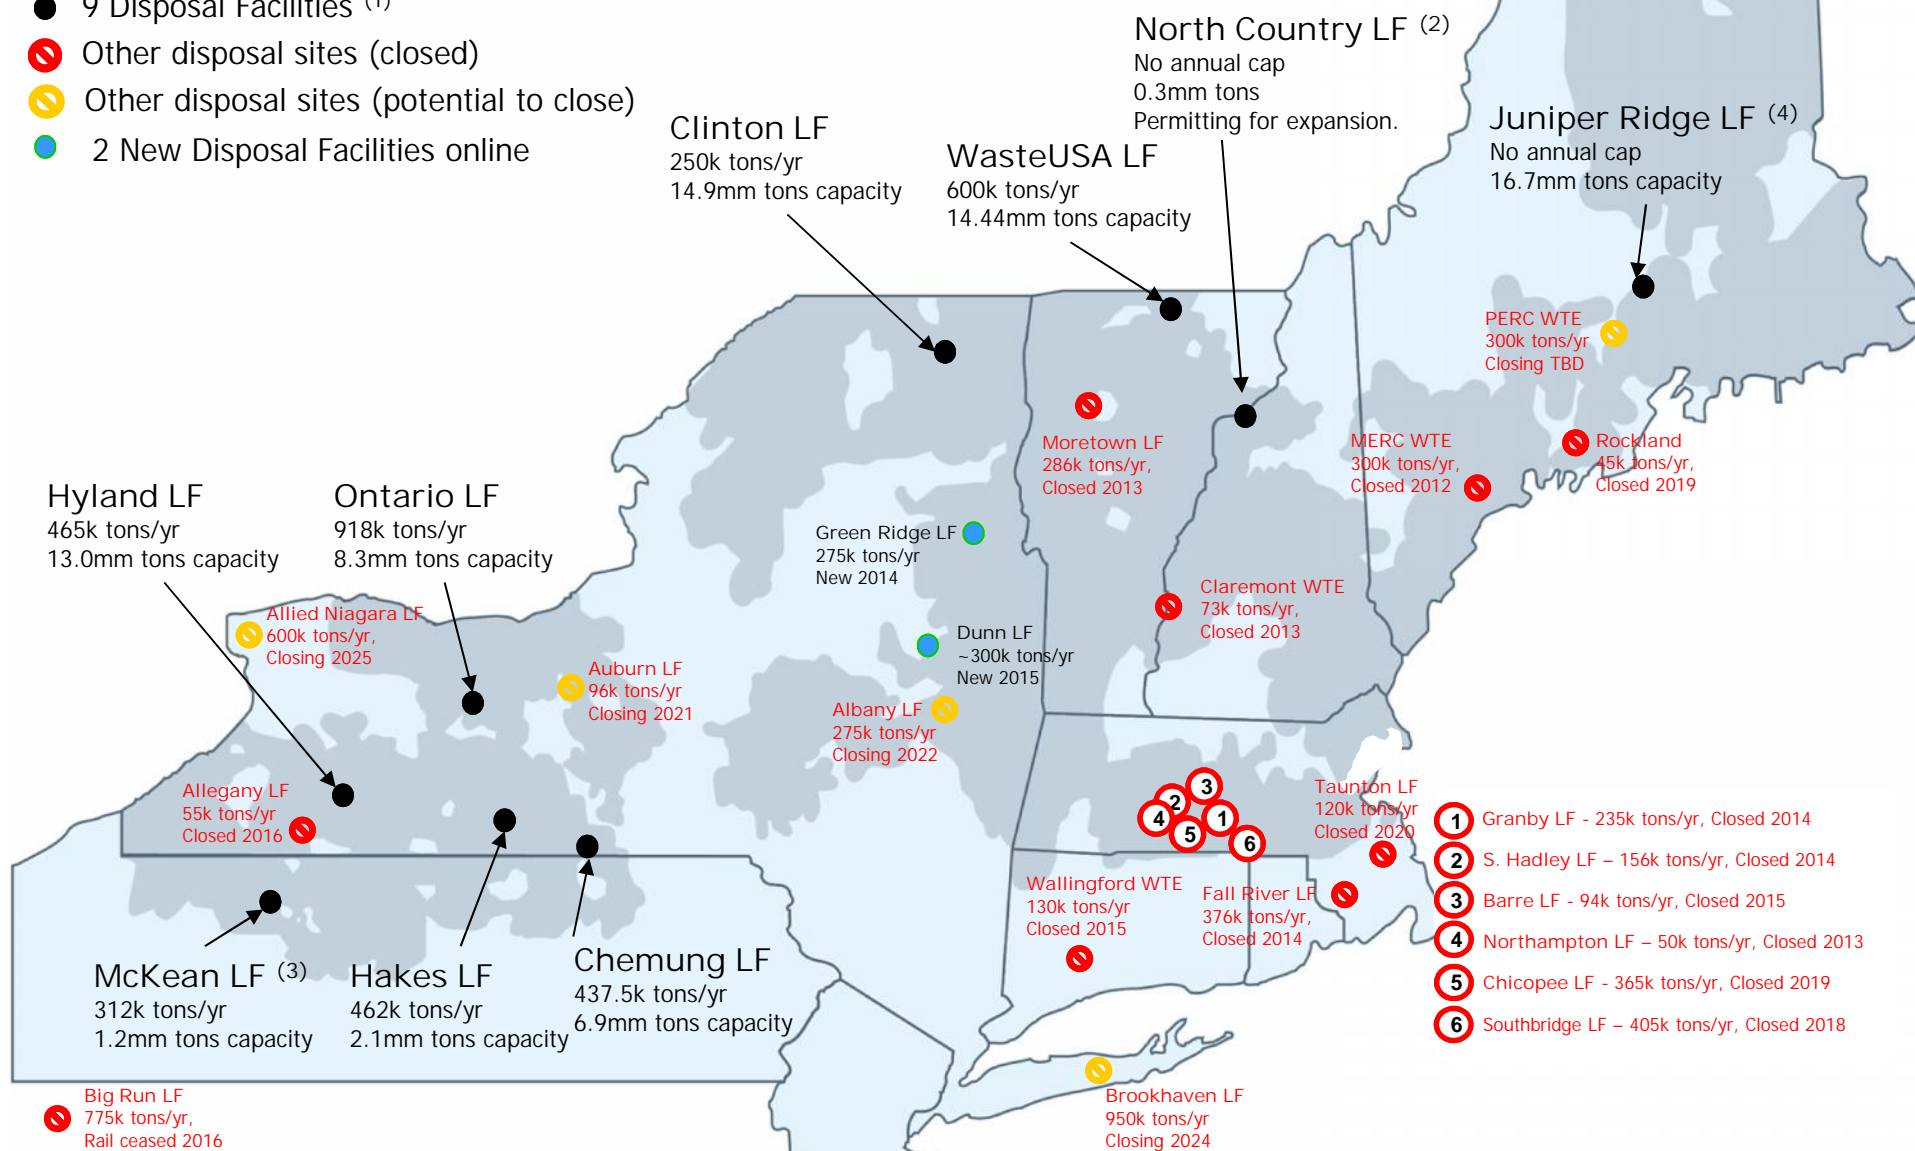 9 Disposal Facilities (1)
Other disposal sites (closed)
Other disposal sites (potential to close)
2 New Disposal Facilities online
North Country LF (2)
No annual cap
0.3mm tons
Permitting for expansion.
Clinton LF
250k tons/yr
14.9mm tons capacity
WasteUSA LF
600k tons/yr
14.44mm tons capacity
Juniper Ridge LF (4)
No annual cap
16.7mm tons capacity
PERC WTE
300k tons/yr
Closing TBD
Moretown LF
286k tons/yr,
Closed 2013
MERC WTE
300k tons/yr,
Closed 2012
Rockland
45k tons/yr,
Closed 2019
Hyland LF
465k tons/yr
13.0mm tons capacity
Ontario LF
918k tons/yr
8.3mm tons capacity
Green Ridge LF
275k tons/yr
New 2014
Claremont WTE
73k tons/yr,
Closed 2013
Allied Niagara LF
600k tons/yr,
Closing 2025
Dunn LF
~300k tons/yr
New 2015
Auburn LF
96k tons/yr
Closing 2021
Albany LF
275k tons/yr
Closing 2022
Allegany LF
55k tons/yr
Closed 2016
3
2
4
1
5
6
Taunton LF
120k tons/yr
Closed 2020
1 Granby LF - 235k tons/yr, Closed 2014
2 S. Hadley LF – 156k tons/yr, Closed 2014
3 Barre LF - 94k tons/yr, Closed 2015
4 Northampton LF – 50k tons/yr, Closed 2013
5 Chicopee LF - 365k tons/yr, Closed 2019
6 Southbridge LF – 405k tons/yr, Closed 2018
Wallingford WTE
130k tons/yr
Closed 2015
Fall River LF
376k tons/yr,
Closed 2014
McKean LF (3)
312k tons/yr
1.2mm tons capacity
Hakes LF
462k tons/yr
2.1mm tons capacity
Chemung LF
437.5k tons/yr
6.9mm tons capacity
Big Run LF
775k tons/yr,
Rail ceased 2016
Brookhaven LF
950k tons/yr
Closing 2024